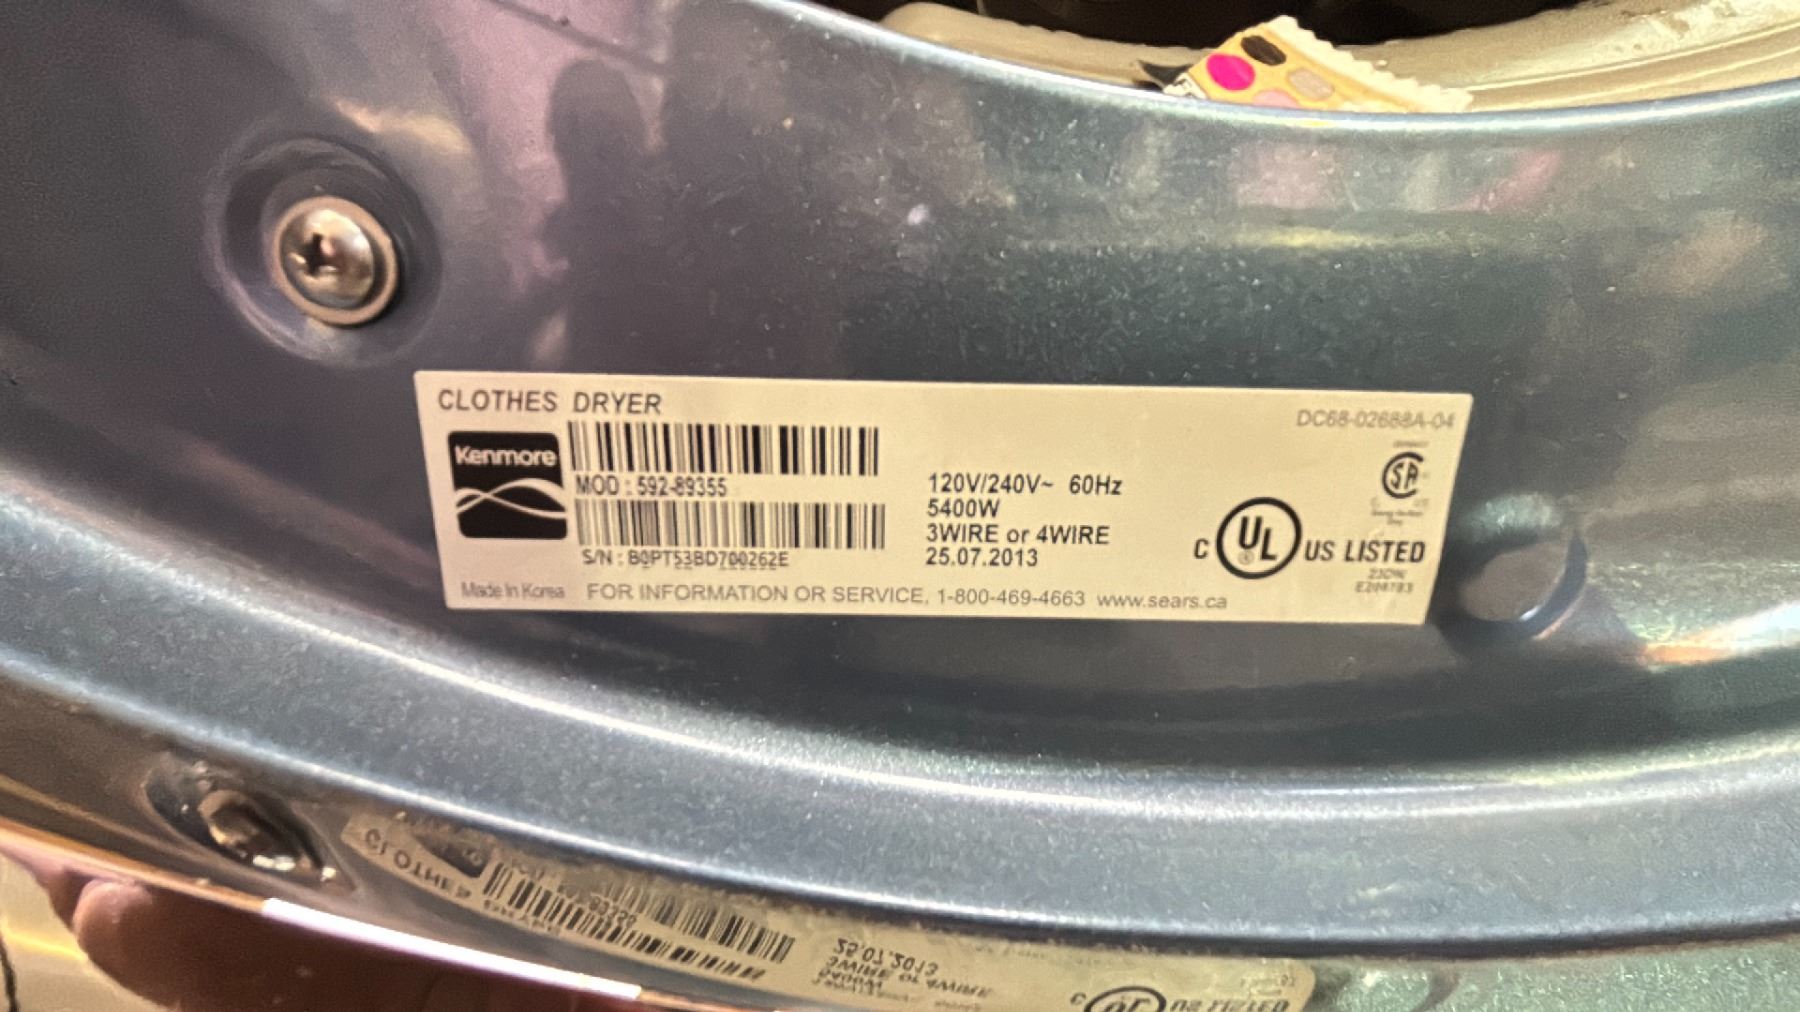 CLOTHES DRYER
DC68-02688A-04
Kenmore
MOD : 592-89355
S/N : B0PT53BD700262E
120V/240V~ 60Hz
5400W
3WIRE or 4WIRE
25.07.2013
C UL US LISTED
E204783
Made In Korea FOR INFORMATION OR SERVICE, 1-800-469-4663 www.sears.ca